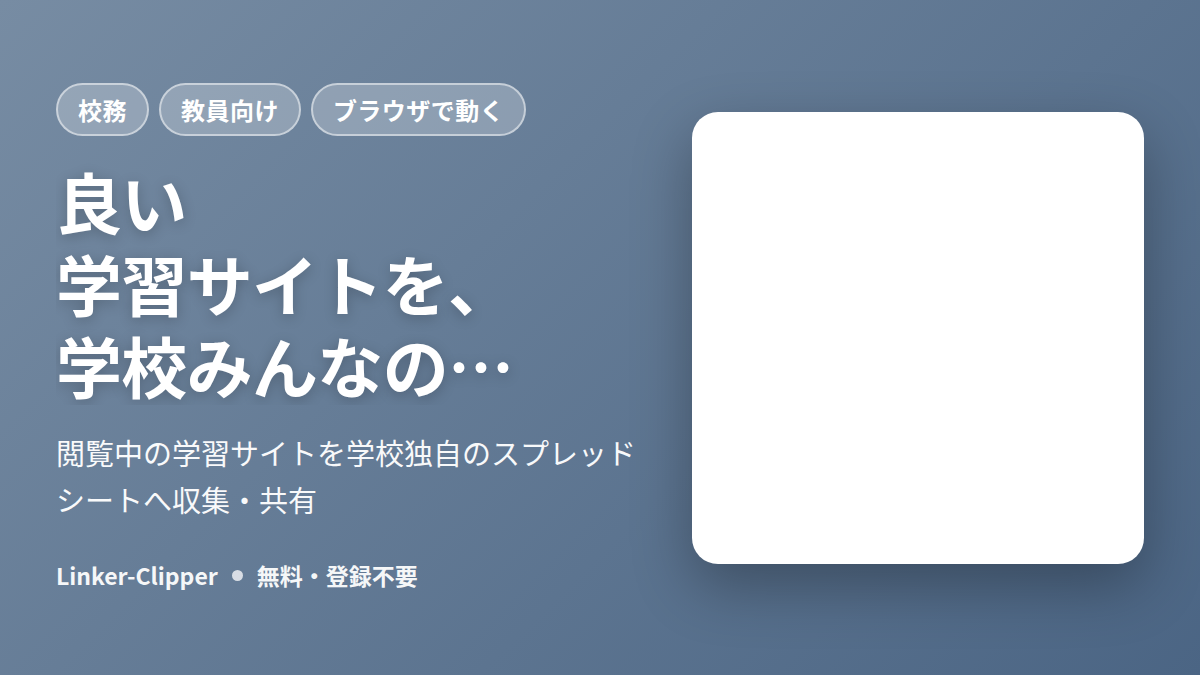 校務 教員向け ブラウザで動く
良い
学習サイトを、
学校みんなの…
閲覧中の学習サイトを学校独自のスプレッド
シートへ収集・共有
Linker-Clipper ● 無料・登録不要